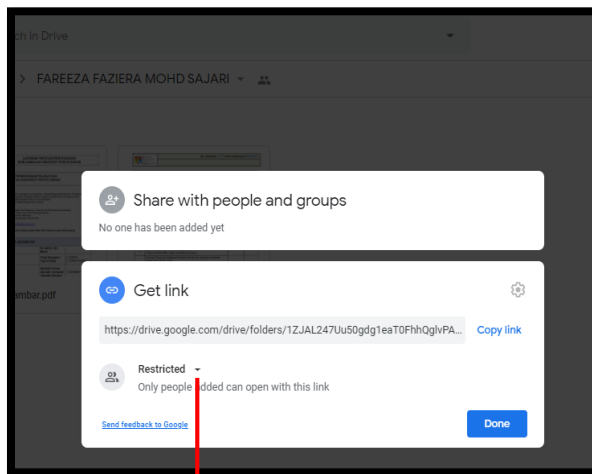 ch in Drive
> FAREEZA FAZIERA MOHD SAJARI
Share with people and groups
No one has been added yet
ambar.pdf
Get link
https://drive.google.com/drive/folders/1ZJAL247Uu50gdg1eaT0FhhQglvPA... Copy link
Restricted
Only people added can open with this link
Send feedback to Google
Done